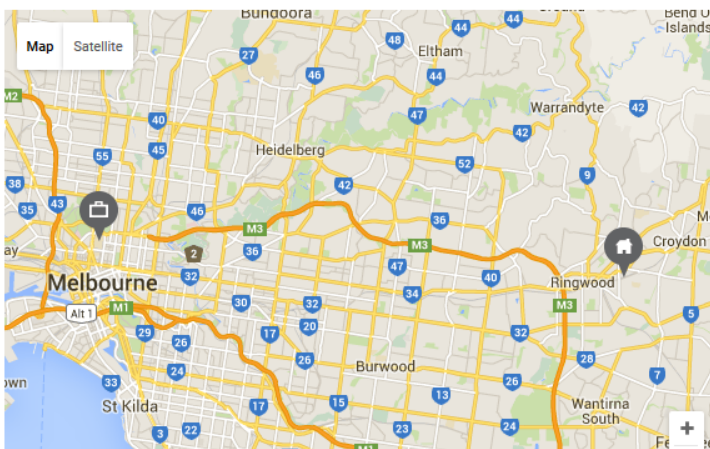 Bundoora
44
Bend O
Islands
Map
Satellite
48
Eltham
27
44
46
44
M2
47
Warrandyte
42
40
42
45
Heidelberg
55
52
38
42
9
43
35
46
36
M3
M3
Croydon
ay
2
36
47
40
32
Ringwood
Melbourne
34
M3
30
32
Alt 1
M1
5
20
29
17
32
26
26
28
Burwood
24
7
own
33
26
13
St Kilda
17
15
Wantirna
South
3
22
23
24
+